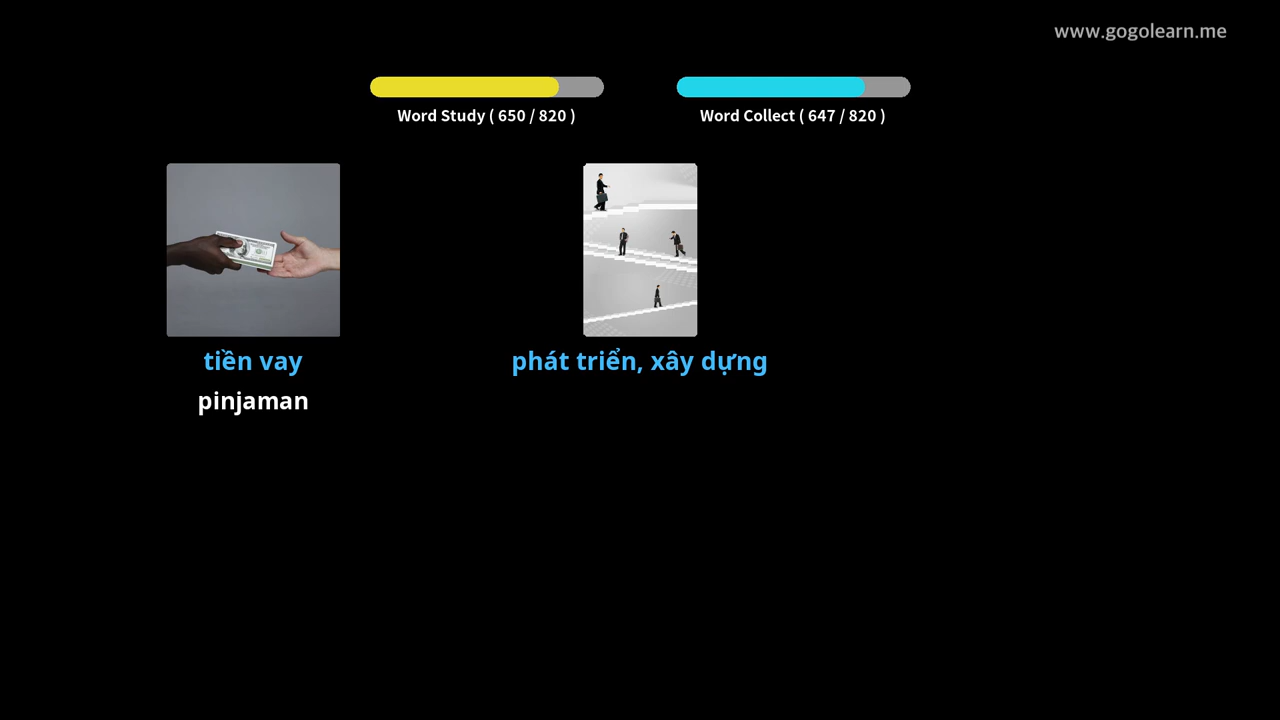 www.gogolearn.me
Word Study ( 650 / 820 )
Word Collect ( 647 / 820 )
tiền vay
pinjaman
phát triển, xây dựng